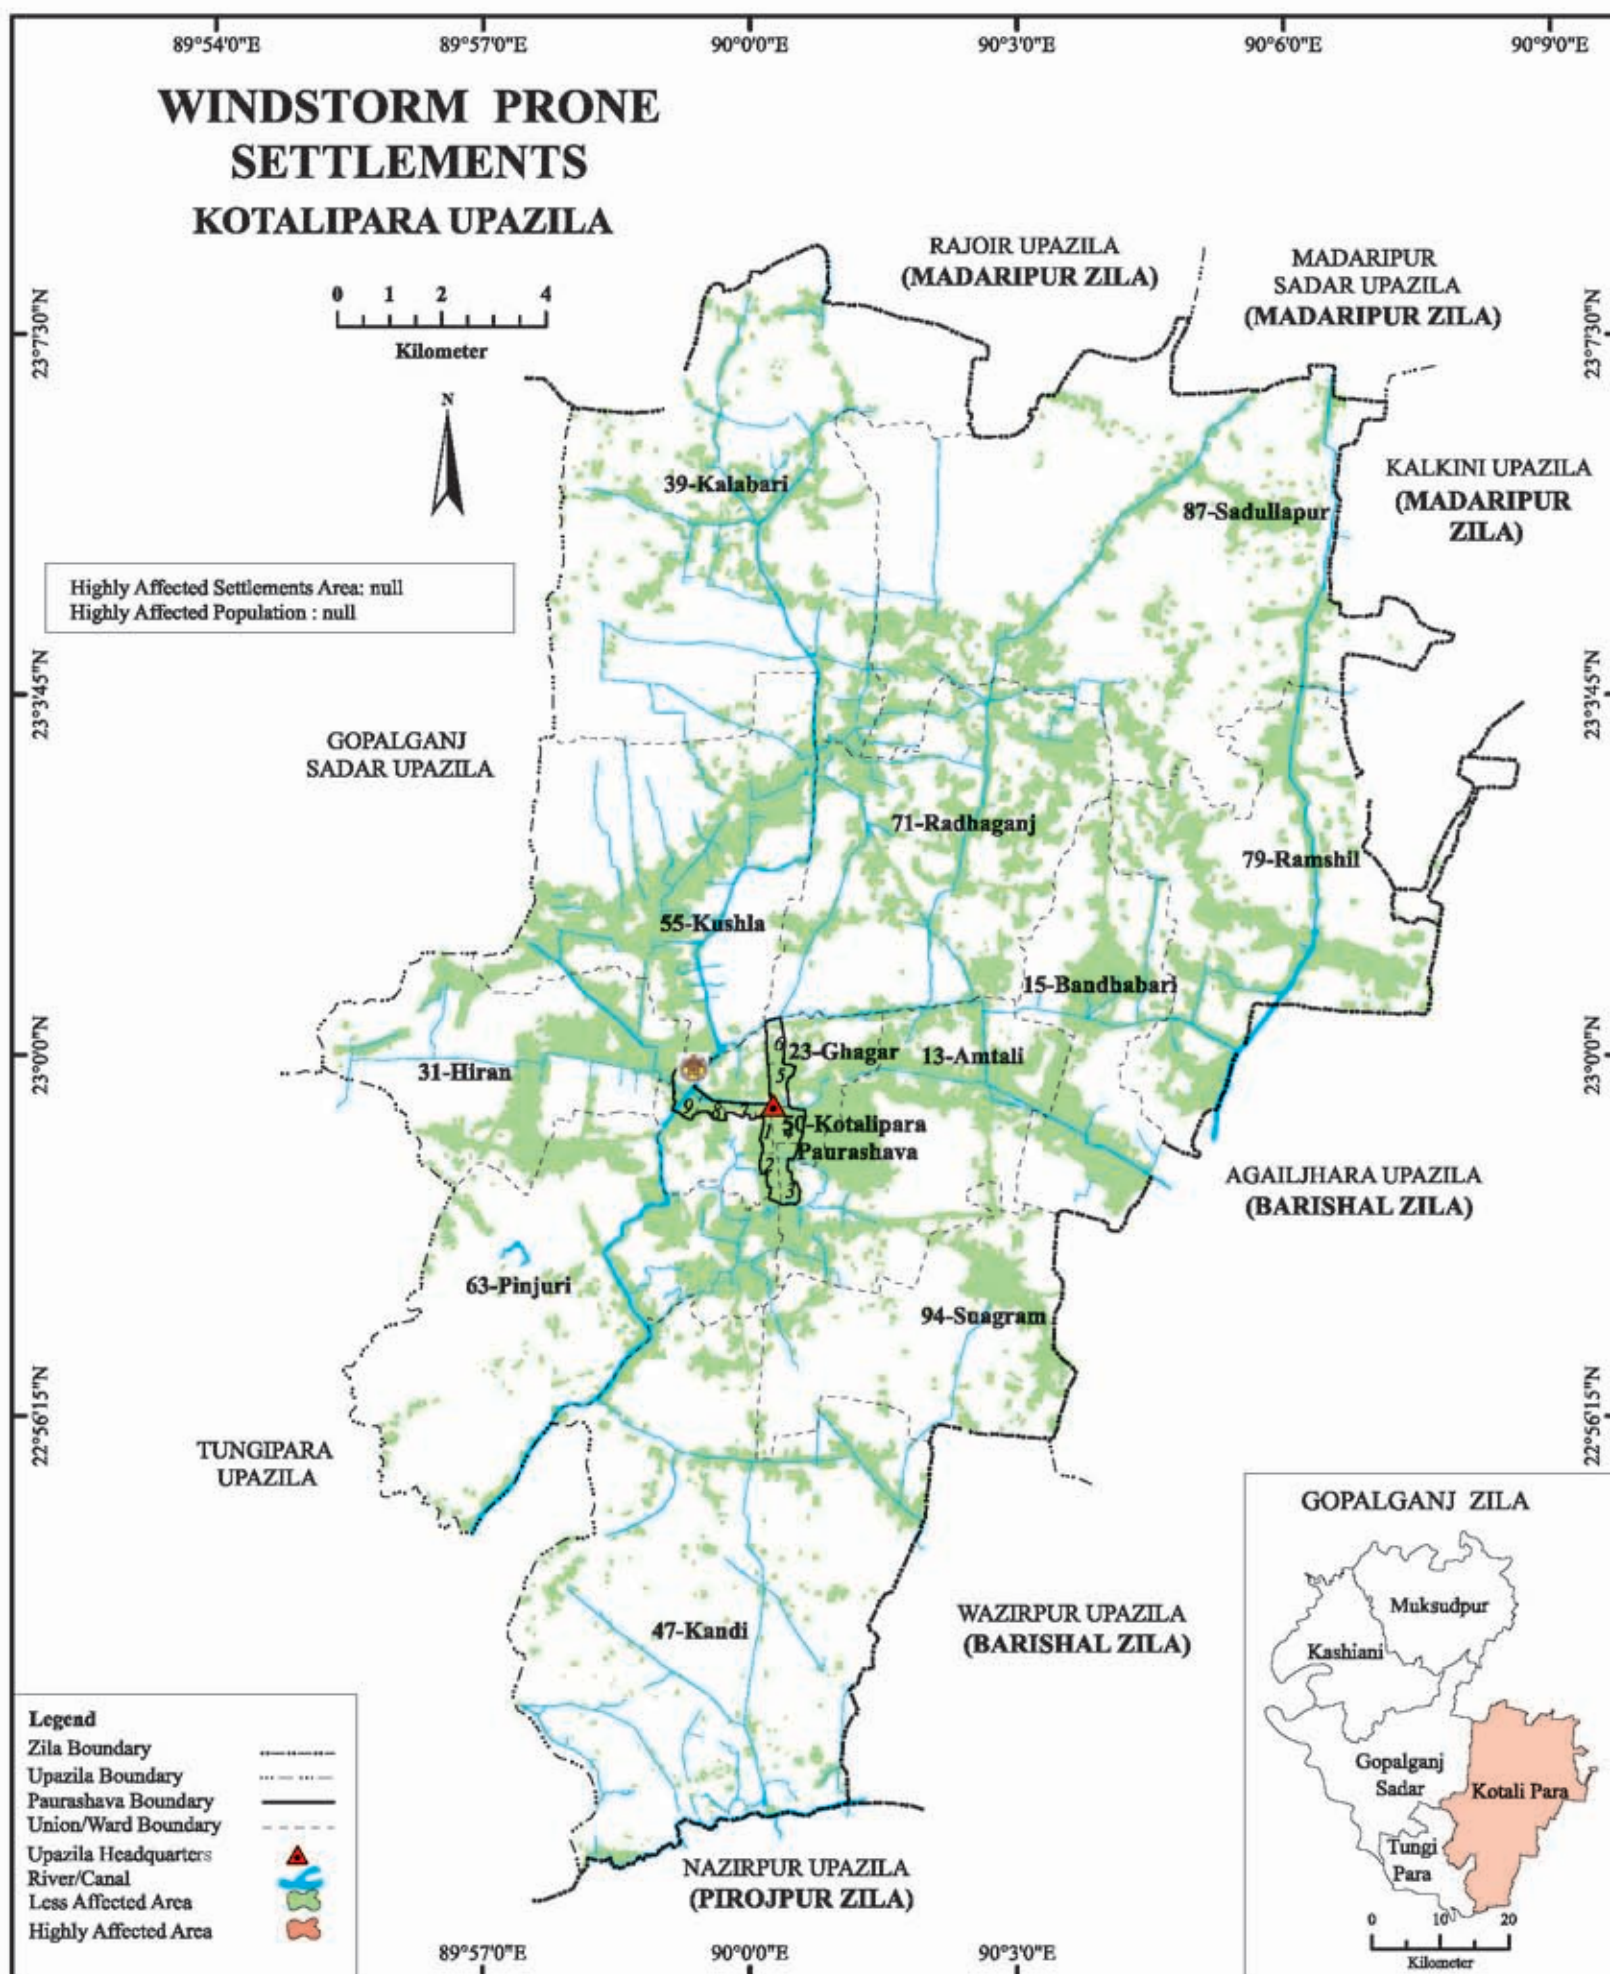 89°54'0"E
89°57'0"E
90°0'0"E
90°3'0"E
90°6'0"E
90°9'0"E
WINDSTORM PRONE
SETTLEMENTS
KOTALIPARA UPAZILA
0 1 2 4
Kilometer
N
RAJOIR UPAZILA
(MADARIPUR ZILA)
MADARIPUR
SADAR UPAZILA
(MADARIPUR ZILA)
23°7'30"N
23°7'30"N
KALKINI UPAZILA
(MADARIPUR
ZILA)
39-Kalabari
87-Sadullapur
Highly Affected Settlements Area: null
Highly Affected Population : null
23°3'45"N
23°3'45"N
GOPALGANJ
SADAR UPAZILA
71-Radhaganj
79-Ramshil
55-Kushla
15-Bandhabari
23°0'0"N
23°0'0"N
6
23-Ghagar
13-Amtali
5
31-Hiran
9
8
7
1
4
50-Kotalipara
Paurashava
2
3
AGAILJHARA UPAZILA
(BARISHAL ZILA)
63-Pinjuri
94-Suagram
22°56'15"N
22°56'15"N
TUNGIPARA
UPAZILA
47-Kandi
WAZIRPUR UPAZILA
(BARISHAL ZILA)
NAZIRPUR UPAZILA
(PIROJPUR ZILA)
Legend
Zila Boundary
Upazila Boundary
Paurashava Boundary
Union/Ward Boundary
Upazila Headquarters
River/Canal
Less Affected Area
Highly Affected Area
GOPALGANJ ZILA
Muksudpur
Kashiani
Gopalganj
Sadar
Kotali Para
Tungi
Para
0 10 20
Kilometer
89°57'0"E
90°0'0"E
90°3'0"E